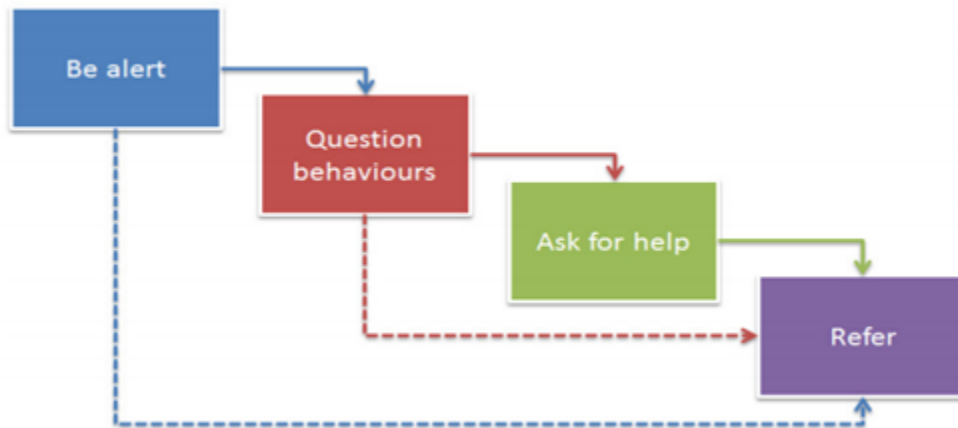 Be alert
Question
behaviours
Ask for help
Refer